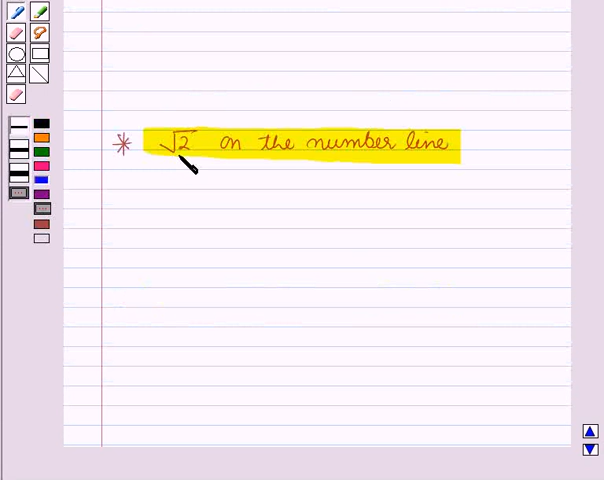 * √2 on the number line